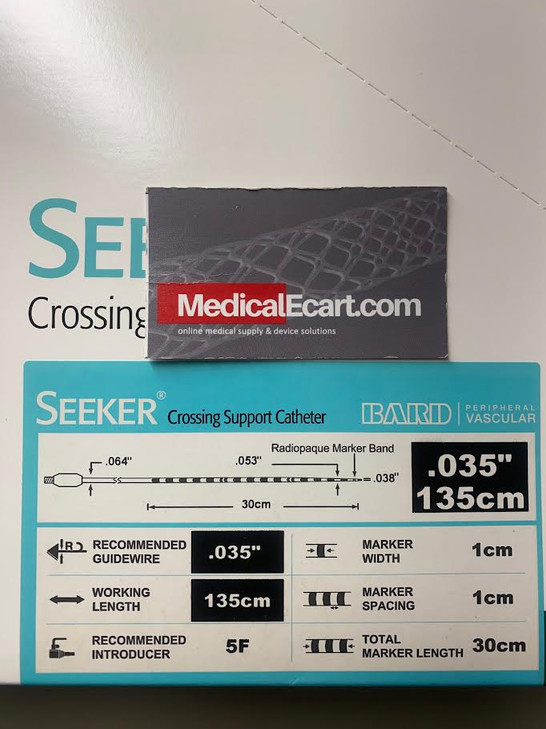 SEE
Crossing
MedicalEcart.com
online medical supply & device solutions
SEEKER® Crossing Support Catheter
BARD | PERIPHERAL VASCULAR
Radiopaque Marker Band
.064"
.053"
.038"
30cm
.035"
135cm
RECOMMENDED GUIDEWIRE .035"
MARKER WIDTH 1cm
WORKING LENGTH 135cm
MARKER SPACING 1cm
RECOMMENDED INTRODUCER 5F
TOTAL MARKER LENGTH 30cm